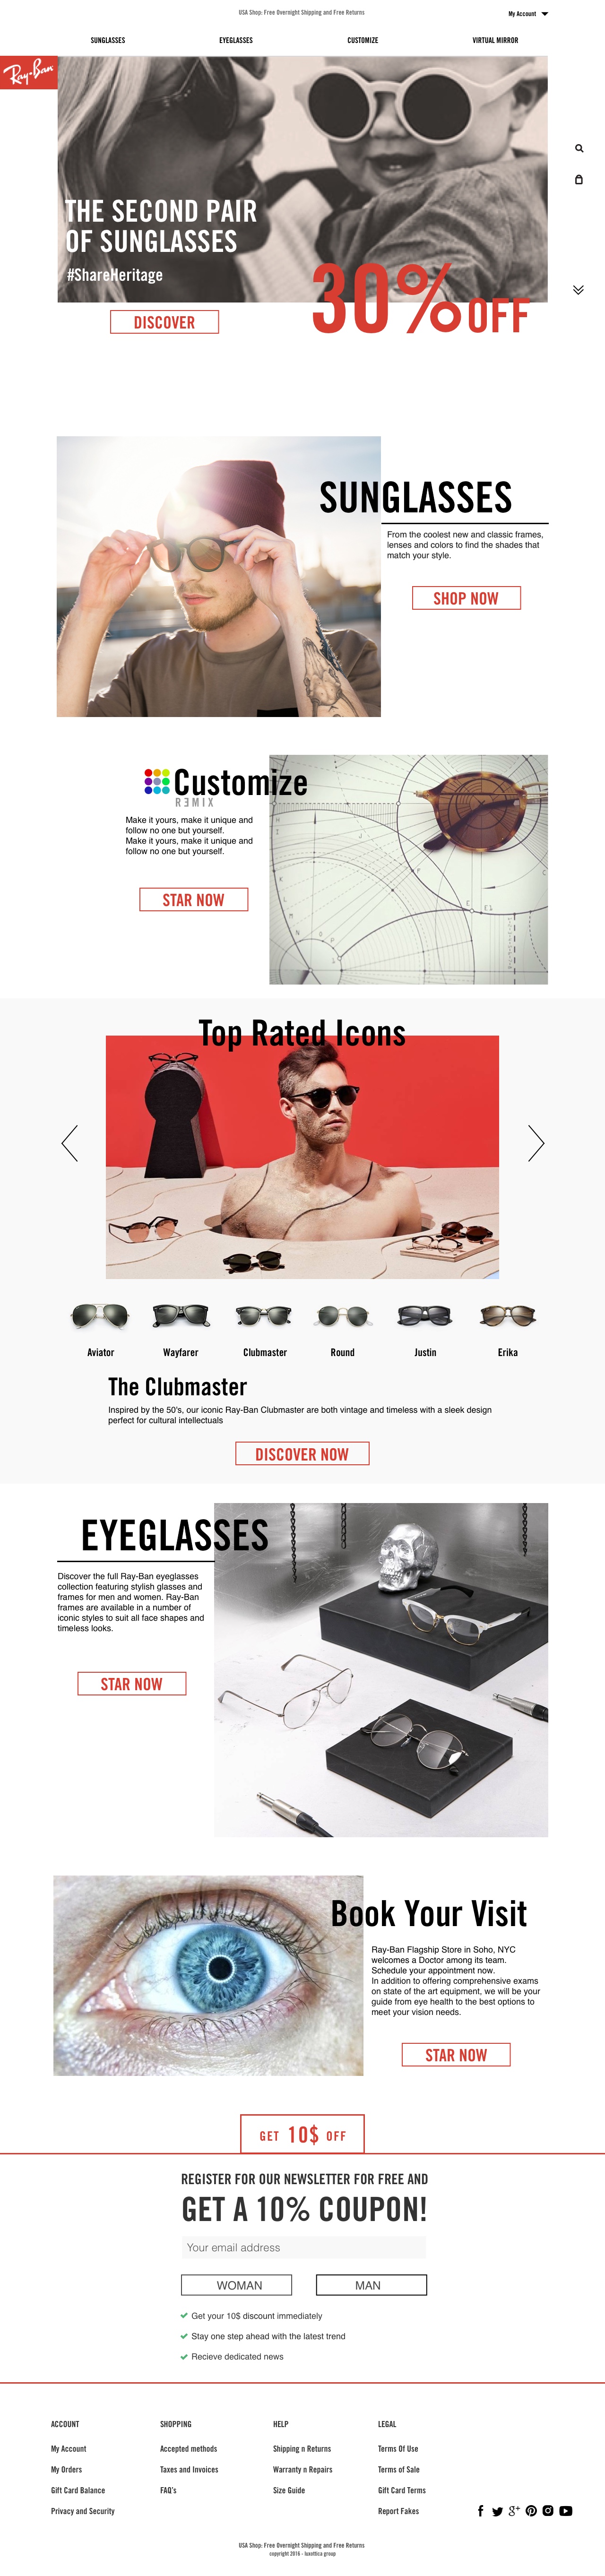 USA Shop: Free Overnight Shipping and Free Returns
My Account
SUNGLASSES
EYEGLASSES
CUSTOMIZE
VIRTUAL MIRROR
Ray-Ban
THE SECOND PAIR
OF SUNGLASSES
#ShareHeritage
30% OFF
DISCOVER
SUNGLASSES
From the coolest new and classic frames,
lenses and colors to find the shades that
match your style.
SHOP NOW
Customize
RƎMIX
Make it yours, make it unique and
follow no one but yourself.
Make it yours, make it unique and
follow no one but yourself.
STAR NOW
Top Rated Icons
Aviator
Wayfarer
Clubmaster
Round
Justin
Erika
The Clubmaster
Inspired by the 50's, our iconic Ray-Ban Clubmaster are both vintage and timeless with a sleek design
perfect for cultural intellectuals
DISCOVER NOW
EYEGLASSES
Discover the full Ray-Ban eyeglasses
collection featuring stylish glasses and
frames for men and women. Ray-Ban
frames are available in a number of
iconic styles to suit all face shapes and
timeless looks.
STAR NOW
Book Your Visit
Ray-Ban Flagship Store in Soho, NYC
welcomes a Doctor among its team.
Schedule your appointment now.
In addition to offering comprehensive exams
on state of the art equipment, we will be your
guide from eye health to the best options to
meet your vision needs.
STAR NOW
GET 10$ OFF
REGISTER FOR OUR NEWSLETTER FOR FREE AND
GET A 10% COUPON!
Your email address
WOMAN
MAN
Get your 10$ discount immediately
Stay one step ahead with the latest trend
Recieve dedicated news
ACCOUNT
My Account
My Orders
Gift Card Balance
Privacy and Security
SHOPPING
Accepted methods
Taxes and Invoices
FAQ's
HELP
Shipping n Returns
Warranty n Repairs
Size Guide
LEGAL
Terms Of Use
Terms of Sale
Gift Card Terms
Report Fakes
USA Shop: Free Overnight Shipping and Free Returns
copyright 2016 - luxottica group